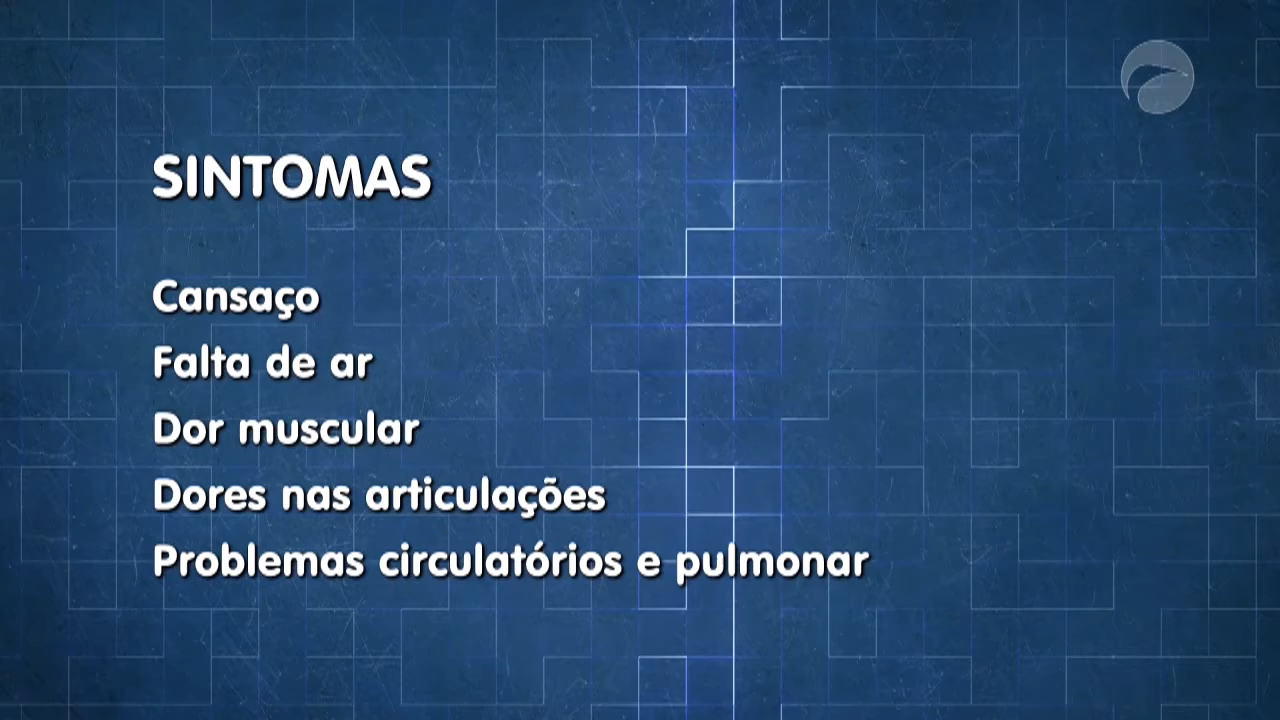 SINTOMAS
Cansaço
Falta de ar
Dor muscular
Dores nas articulações
Problemas circulatórios e pulmonar